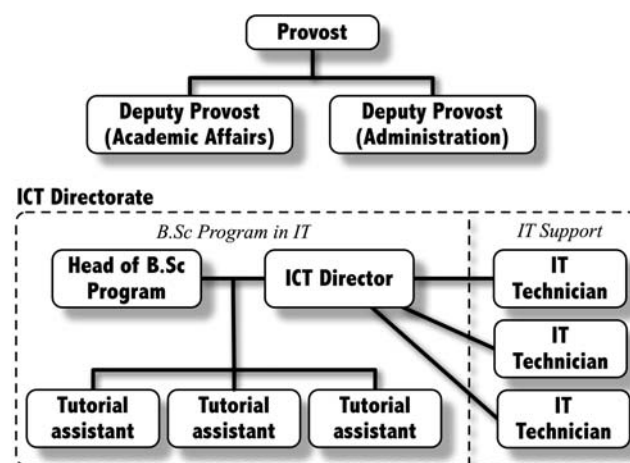 Provost
Deputy Provost
(Academic Affairs)
Deputy Provost
(Administration)
ICT Directorate
B.Sc Program in IT
IT Support
Head of B.Sc
Program
ICT Director
IT
Technician
IT
Technician
IT
Technician
Tutorial
assistant
Tutorial
assistant
Tutorial
assistant